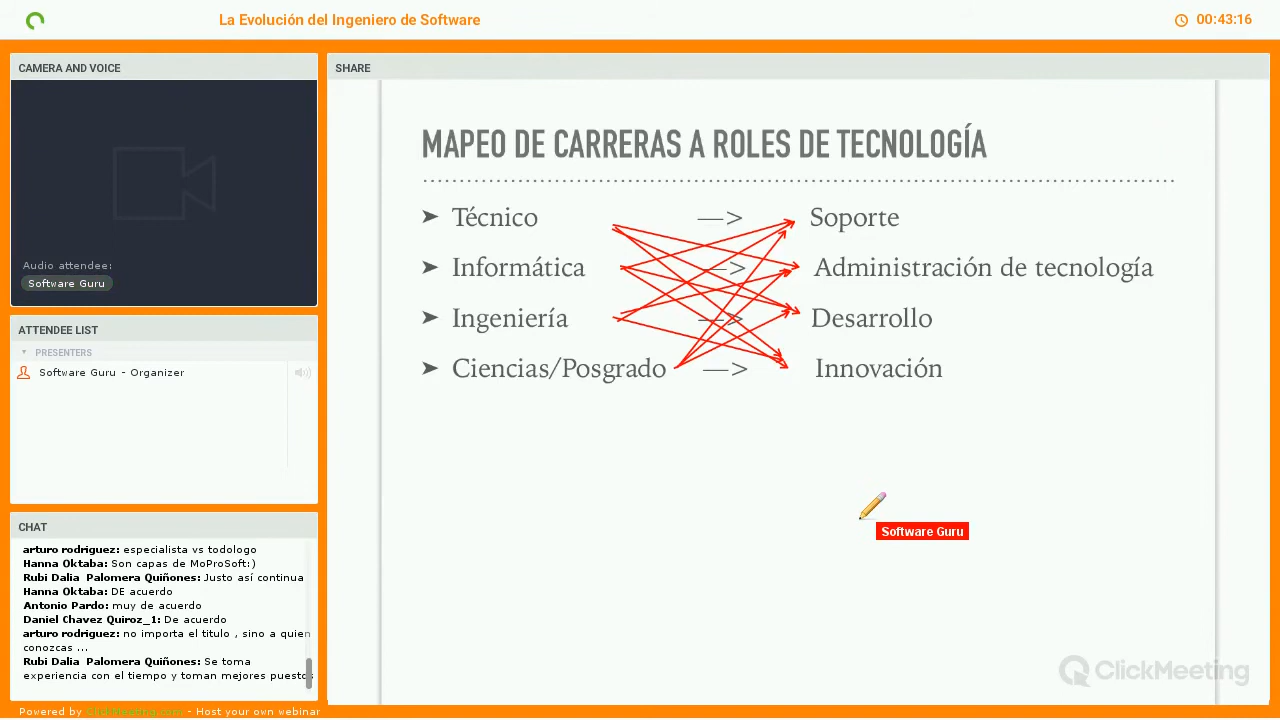 La Evolución del Ingeniero de Software
00:43:16
CAMERA AND VOICE
Audio attendee:
Software Guru
ATTENDEE LIST
PRESENTERS
Software Guru - Organizer
CHAT
arturo rodriguez: especialista vs todologo
Hanna Oktaba: Son capas de MoProSoft:)
Rubi Dalia Palomera Quiñones: Justo así continua
Hanna Oktaba: DE acuerdo
Antonio Pardo: muy de acuerdo
Daniel Chavez Quiroz_1: De acuerdo
arturo rodriguez: no importa el titulo , sino a quien
conozcas ...
Rubi Dalia Palomera Quiñones: Se toma
experiencia con el tiempo y toman mejores puestos
Powered by ClickMeeting.com - Host your own webinar
SHARE
MAPEO DE CARRERAS A ROLES DE TECNOLOGÍA
➤ Técnico —> Soporte
➤ Informática —> Administración de tecnología
➤ Ingeniería —> Desarrollo
➤ Ciencias/Posgrado —> Innovación
Software Guru
ClickMeeting